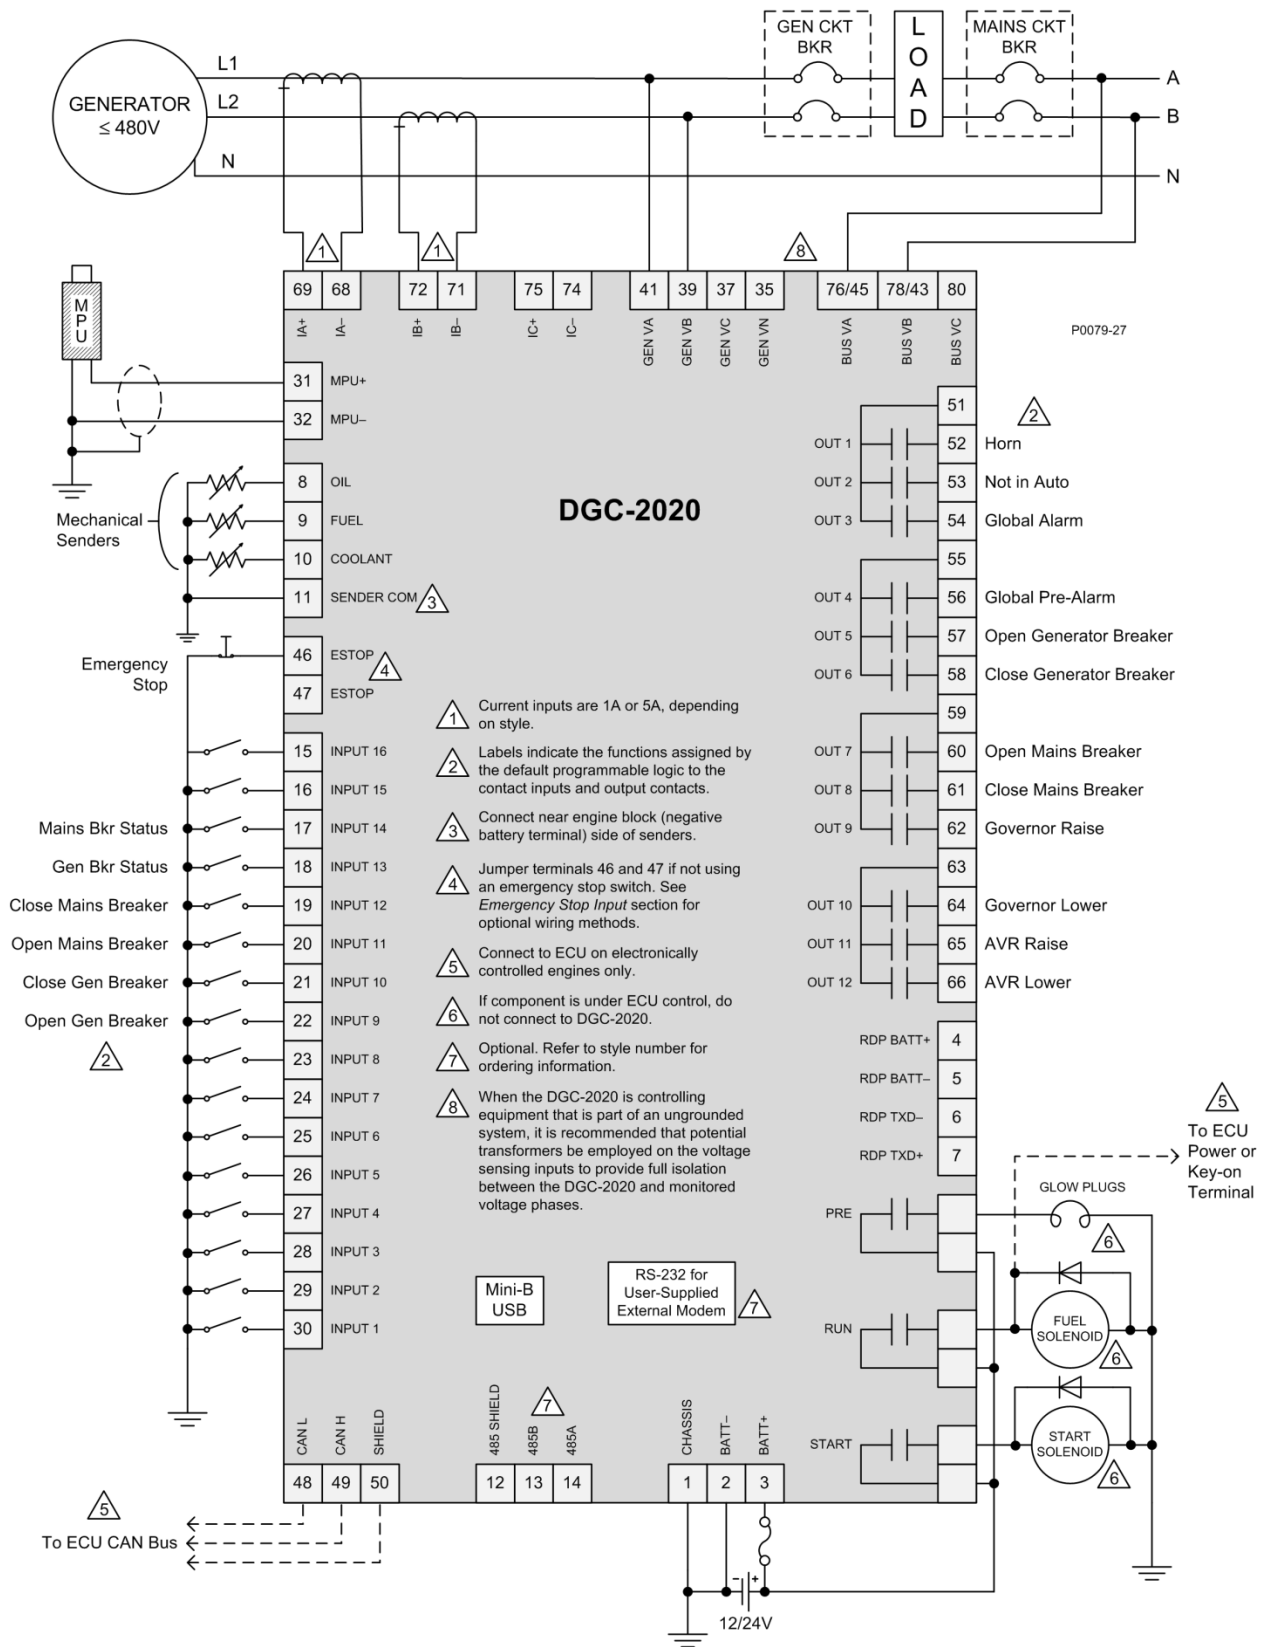 GEN CKT
BKR
L
O
A
D
MAINS CKT
BKR
L1
A
GENERATOR
≤ 480V
L2
B
N
N
1
1
8
69
68
72
71
75
74
41
39
37
35
76/45
78/43
80
IA+
IA–
IB+
IB–
IC+
IC–
GEN VA
GEN VB
GEN VC
GEN VN
BUS VA
BUS VB
BUS VC
P0079-27
MPU
31 MPU+
32 MPU–
8 OIL
9 FUEL
10 COOLANT
11 SENDER COM
3
Mechanical
Senders
DGC-2020
Emergency
Stop
46 ESTOP
4
47 ESTOP
15 INPUT 16
16 INPUT 15
Mains Bkr Status 17 INPUT 14
Gen Bkr Status 18 INPUT 13
Close Mains Breaker 19 INPUT 12
Open Mains Breaker 20 INPUT 11
Close Gen Breaker 21 INPUT 10
Open Gen Breaker 22 INPUT 9
2
23 INPUT 8
24 INPUT 7
25 INPUT 6
26 INPUT 5
27 INPUT 4
28 INPUT 3
29 INPUT 2
30 INPUT 1
1 Current inputs are 1A or 5A, depending
on style.
2 Labels indicate the functions assigned by
the default programmable logic to the
contact inputs and output contacts.
3 Connect near engine block (negative
battery terminal) side of senders.
4 Jumper terminals 46 and 47 if not using
an emergency stop switch. See
Emergency Stop Input section for
optional wiring methods.
5 Connect to ECU on electronically
controlled engines only.
6 If component is under ECU control, do
not connect to DGC-2020.
7 Optional. Refer to style number for
ordering information.
8 When the DGC-2020 is controlling
equipment that is part of an ungrounded
system, it is recommended that potential
transformers be employed on the voltage
sensing inputs to provide full isolation
between the DGC-2020 and monitored
voltage phases.
51
2
OUT 1 52 Horn
OUT 2 53 Not in Auto
OUT 3 54 Global Alarm
55
OUT 4 56 Global Pre-Alarm
OUT 5 57 Open Generator Breaker
OUT 6 58 Close Generator Breaker
59
OUT 7 60 Open Mains Breaker
OUT 8 61 Close Mains Breaker
OUT 9 62 Governor Raise
63
OUT 10 64 Governor Lower
OUT 11 65 AVR Raise
OUT 12 66 AVR Lower
RDP BATT+ 4
RDP BATT– 5
RDP TXD– 6
RDP TXD+ 7
5
To ECU
Power or
Key-on
Terminal
PRE
GLOW PLUGS
6
RUN
FUEL
SOLENOID
6
START
START
SOLENOID
6
Mini-B
USB
RS-232 for
User-Supplied
External Modem
7
CAN L
CAN H
SHIELD
485 SHIELD
485B
485A
7
CHASSIS
BATT–
BATT+
48
49
50
12
13
14
1
2
3
5
To ECU CAN Bus
- +
12/24V